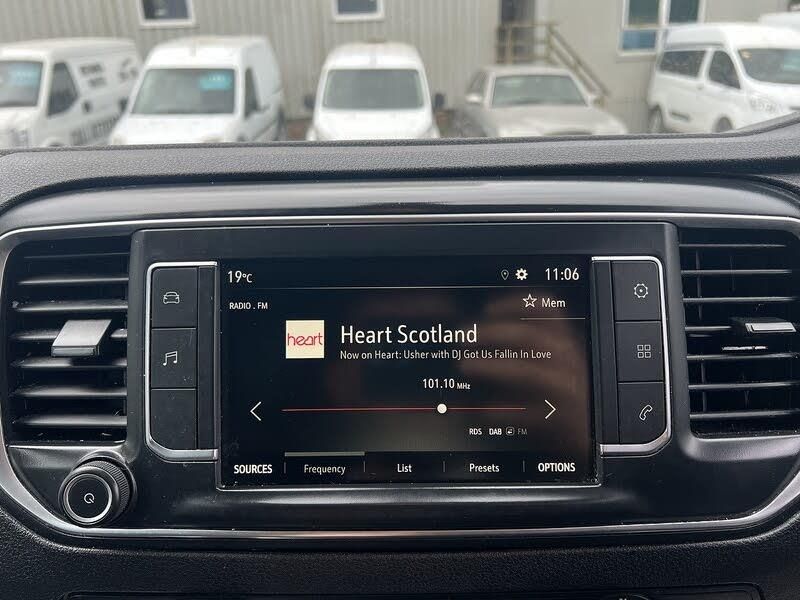 19°C
11:06
RADIO . FM
Mem
heart
Heart Scotland
Now on Heart: Usher with DJ Got Us Fallin In Love
101.10 MHz
RDS DAB FM
SOURCES Frequency List Presets OPTIONS